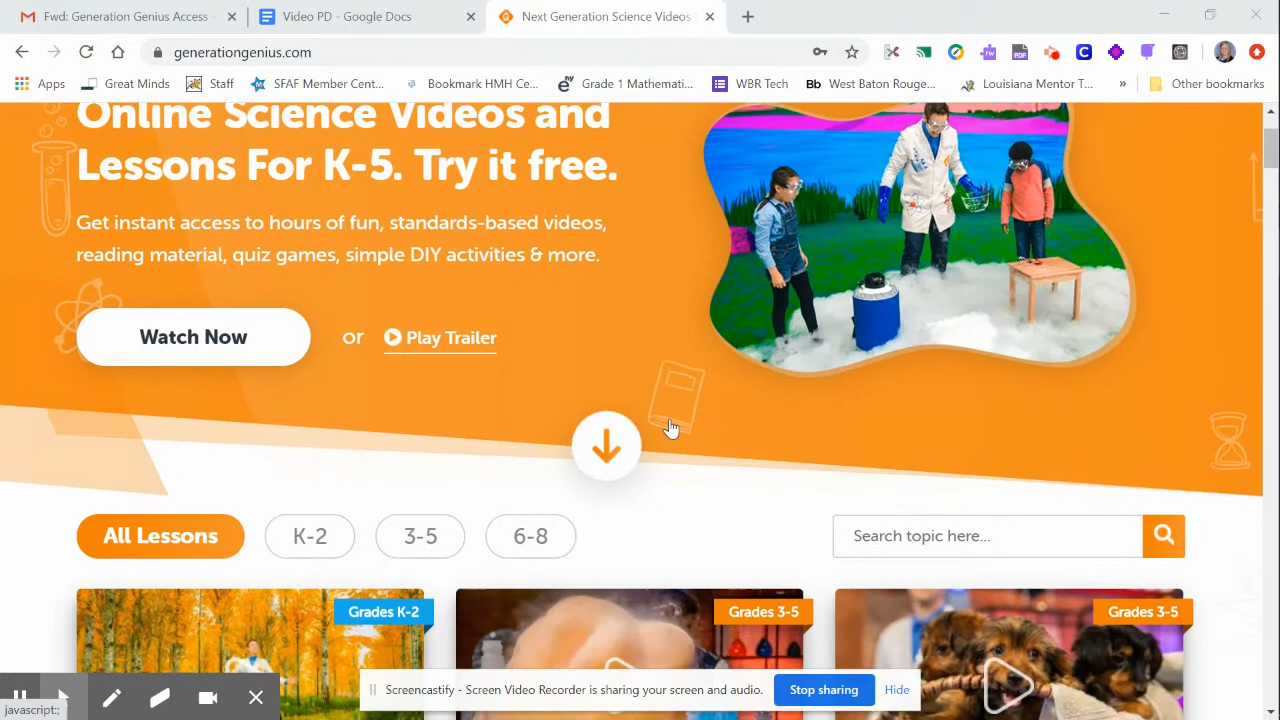 Fwd: Generation Genius Access
Video PD - Google Docs
Next Generation Science Videos
generationgenius.com
Apps
Great Minds
Staff
SFAF Member Cent...
Bookmark HMH Ce...
Grade 1 Mathemati...
WBR Tech
Bb West Baton Rouge...
Louisiana Mentor T...
»
Other bookmarks
Online Science Videos and
Lessons For K-5. Try it free.
Get instant access to hours of fun, standards-based videos,
reading material, quiz games, simple DIY activities & more.
Watch Now
or
Play Trailer
All Lessons
K-2
3-5
6-8
Search topic here...
Grades K-2
Grades 3-5
Grades 3-5
Screencastify - Screen Video Recorder is sharing your screen and audio.
Stop sharing
Hide
javascript:;